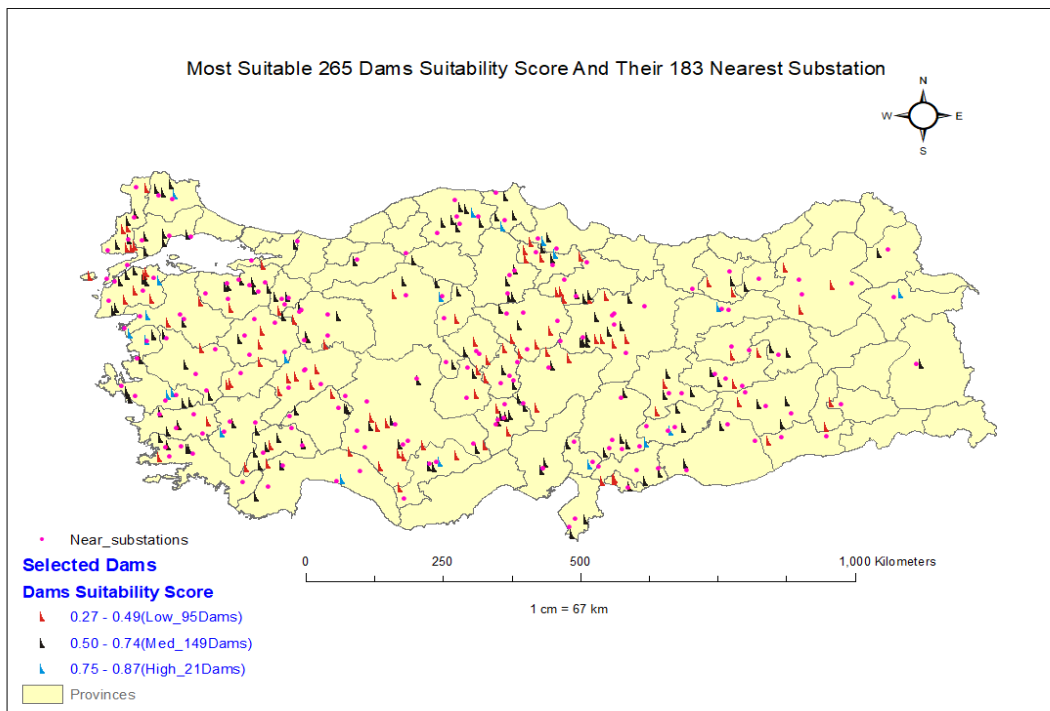 Most Suitable 265 Dams Suitability Score And Their 183 Nearest Substation
N
W E
S
Near_substations
Selected Dams
Dams Suitability Score
0.27 - 0.49(Low_95Dams)
0.50 - 0.74(Med_149Dams)
0.75 - 0.87(High_21Dams)
Provinces
0 250 500 1,000 Kilometers
1 cm = 67 km